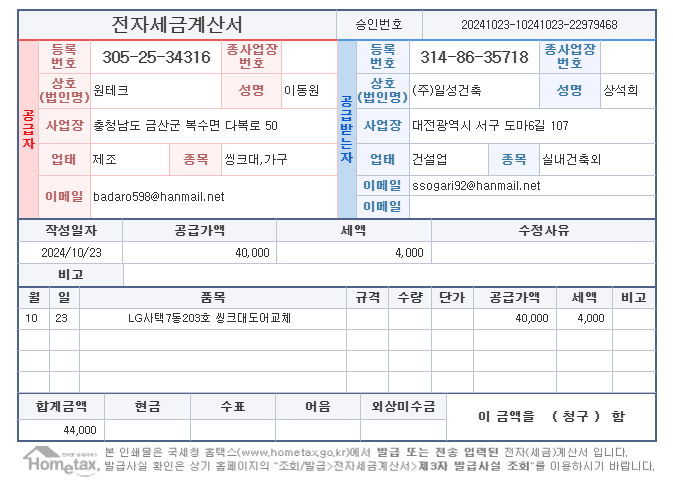 전자세금계산서 승인번호 20241023-10241023-22979468
공급자 공급받는자
등록번호 305-25-34316 종사업장번호 등록번호 314-86-35718 종사업장번호
상호(법인명) 원테크 성명 이동원 상호(법인명) (주)일성건축 성명 상석희
사업장 충청남도 금산군 복수면 다복로 50 사업장 대전광역시 서구 도마6길 107
업태 제조 종목 씽크대,가구 업태 건설업 종목 실내건축외
이메일 badaro598@hanmail.net 이메일 ssogari92@hanmail.net
이메일
작성일자 공급가액 세액 수정사유
2024/10/23 40,000 4,000
비고
월 일 품목 규격 수량 단가 공급가액 세액 비고
10 23 LG사택7동203호 씽크대도어교체 40,000 4,000
합계금액 현금 수표 어음 외상미수금 이 금액을 ( 청구 ) 함
44,000
Hometax. 본 인쇄물은 국세청 홈택스(www.hometax.go.kr)에서 발급 또는 전송 입력된 전자(세금)계산서 입니다.
발급사실 확인은 상기 홈페이지의 "조회/발급>전자세금계산서>제3자 발급사실 조회"를 이용하시기 바랍니다.